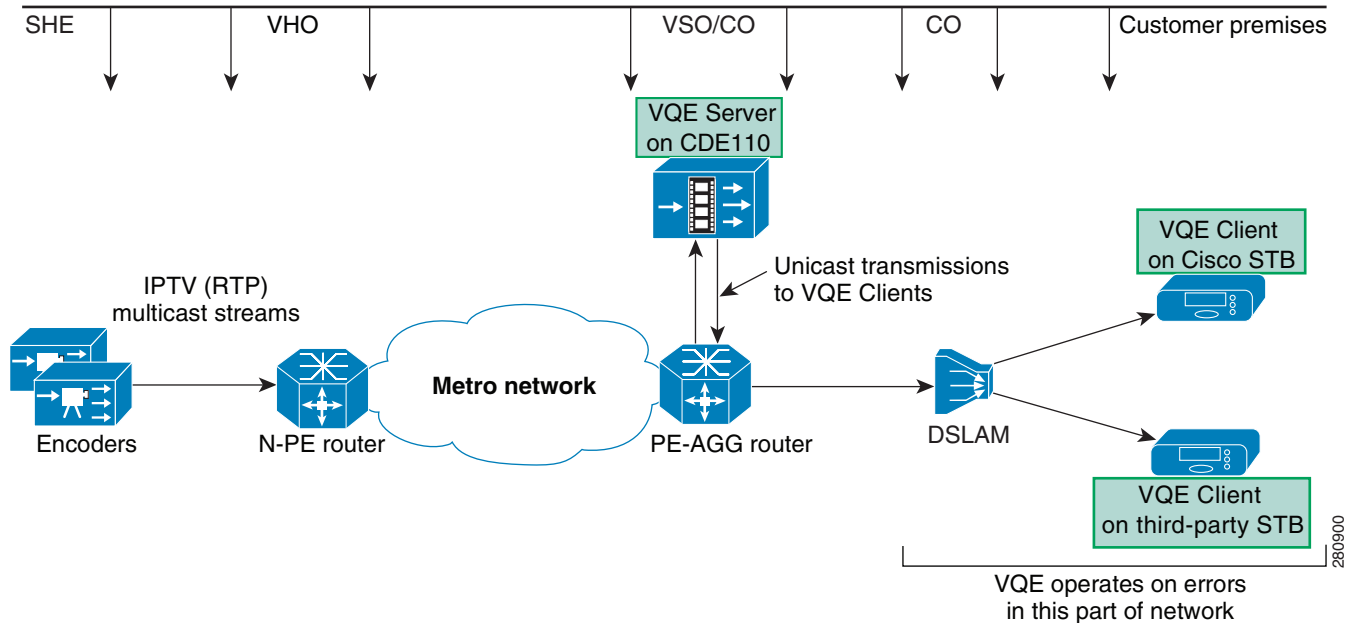 SHE
VHO
VSO/CO
CO
Customer premises
VQE Server
on CDE110
VQE Client
on Cisco STB
Unicast transmissions
to VQE Clients
IPTV (RTP)
multicast streams
Metro network
Encoders
N-PE router
PE-AGG router
DSLAM
VQE Client
on third-party STB
280900
VQE operates on errors
in this part of network